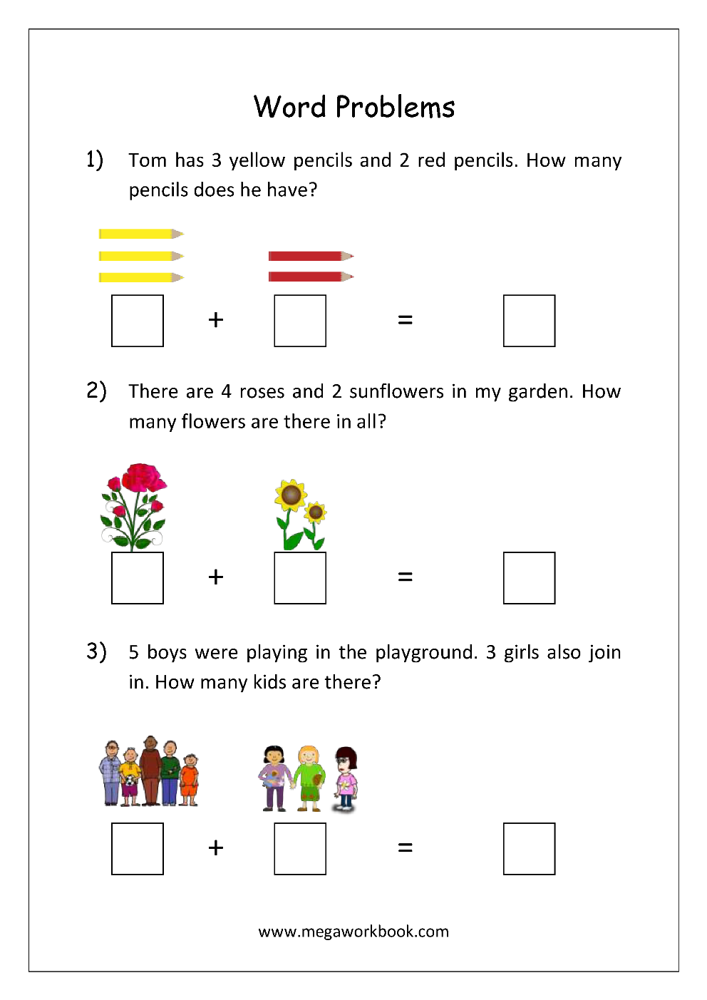 Word Problems
1) Tom has 3 yellow pencils and 2 red pencils. How many
pencils does he have?
+ =
2) There are 4 roses and 2 sunflowers in my garden. How
many flowers are there in all?
+ =
3) 5 boys were playing in the playground. 3 girls also join
in. How many kids are there?
+ =
www.megaworkbook.com